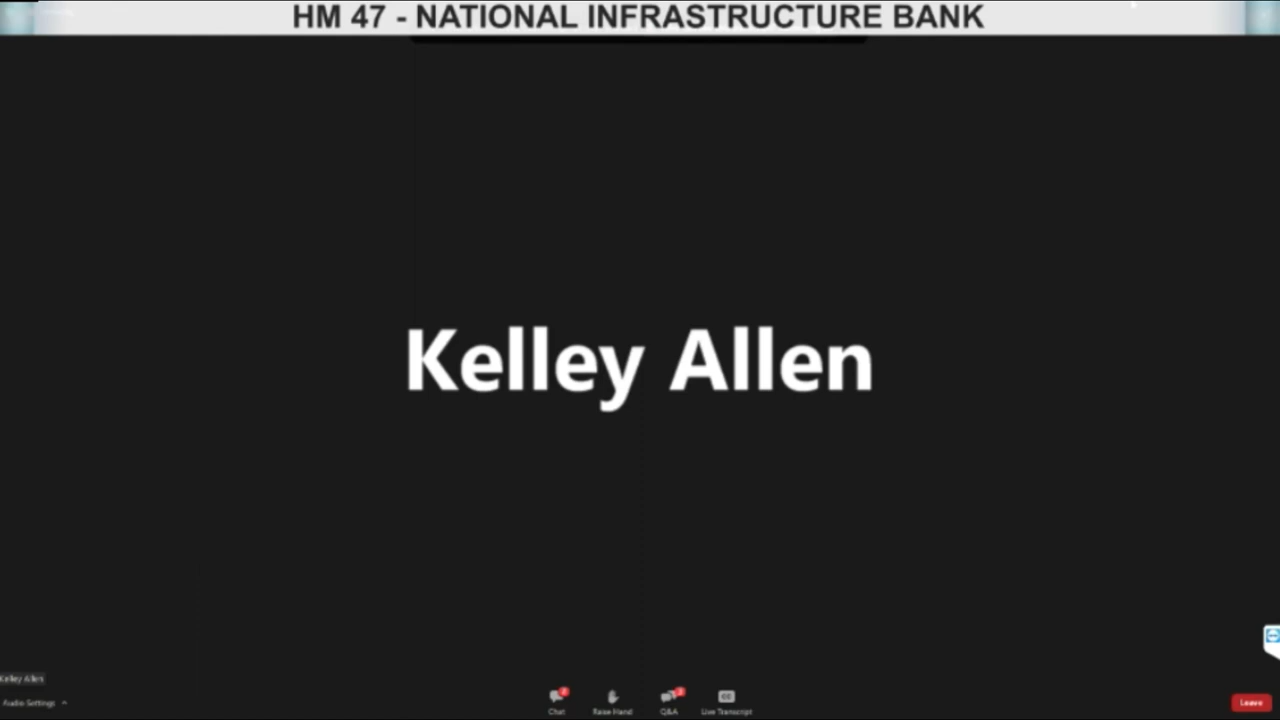 HM 47 - NATIONAL INFRASTRUCTURE BANK
Kelley Allen
Kelley Allen
Audio Settings
Chat
Raise Hand
Q&A
Live Transcript
Leave